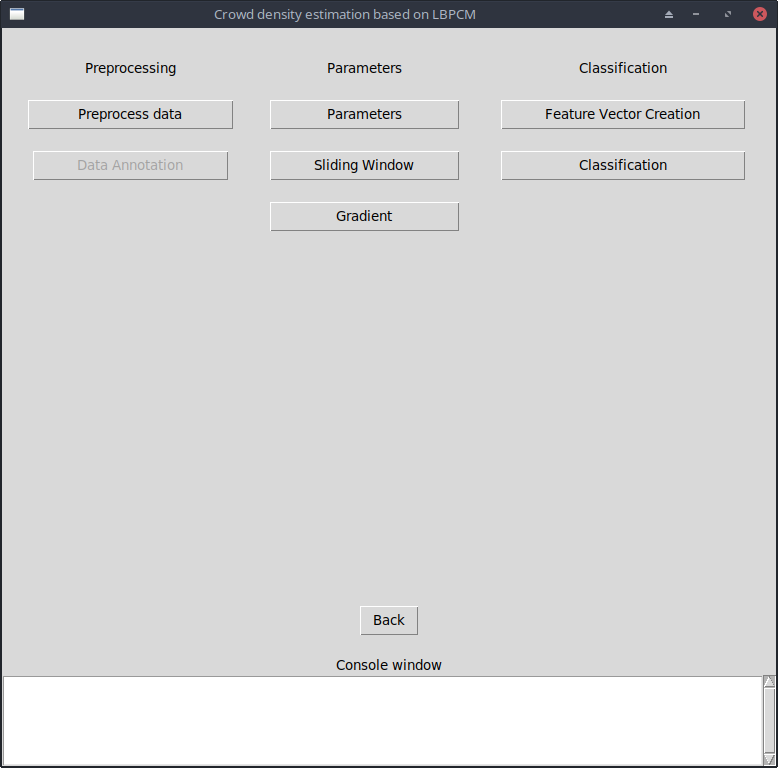 Crowd density estimation based on LBPCM
Preprocessing
Parameters
Classification
Preprocess data
Parameters
Feature Vector Creation
Data Annotation
Sliding Window
Classification
Gradient
Back
Console window